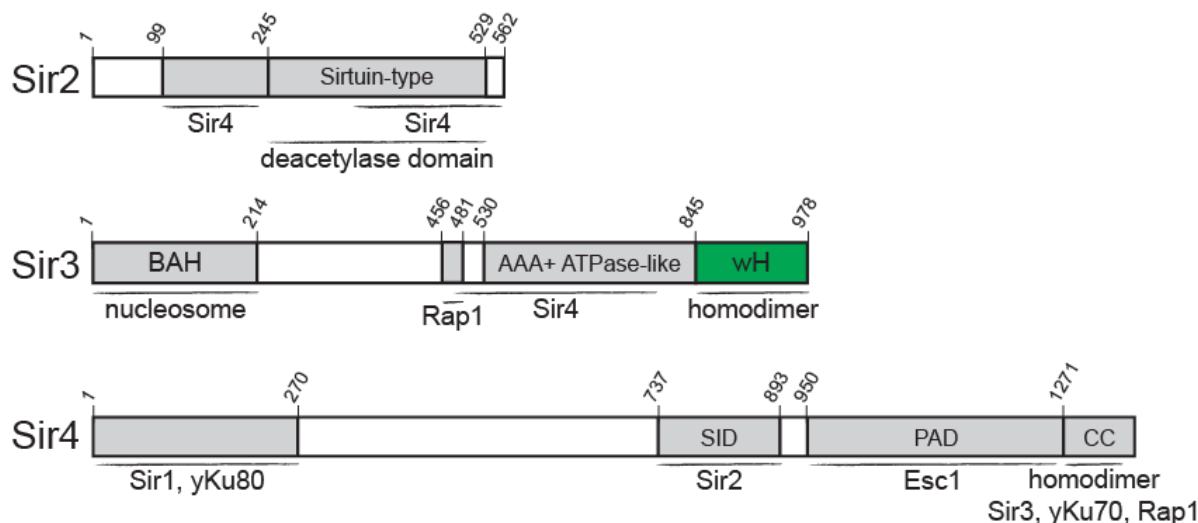 1 99 245 529 562
Sir2 Sirtuin-type
Sir4 Sir4
deacetylase domain
1 214 456 481 530 845 978
Sir3 BAH AAA+ ATPase-like wH
nucleosome Rap1 Sir4 homodimer
1 270 737 893 950 1271
Sir4 SID PAD CC
Sir1, yKu80 Sir2 Esc1 homodimer
Sir3, yKu70, Rap1